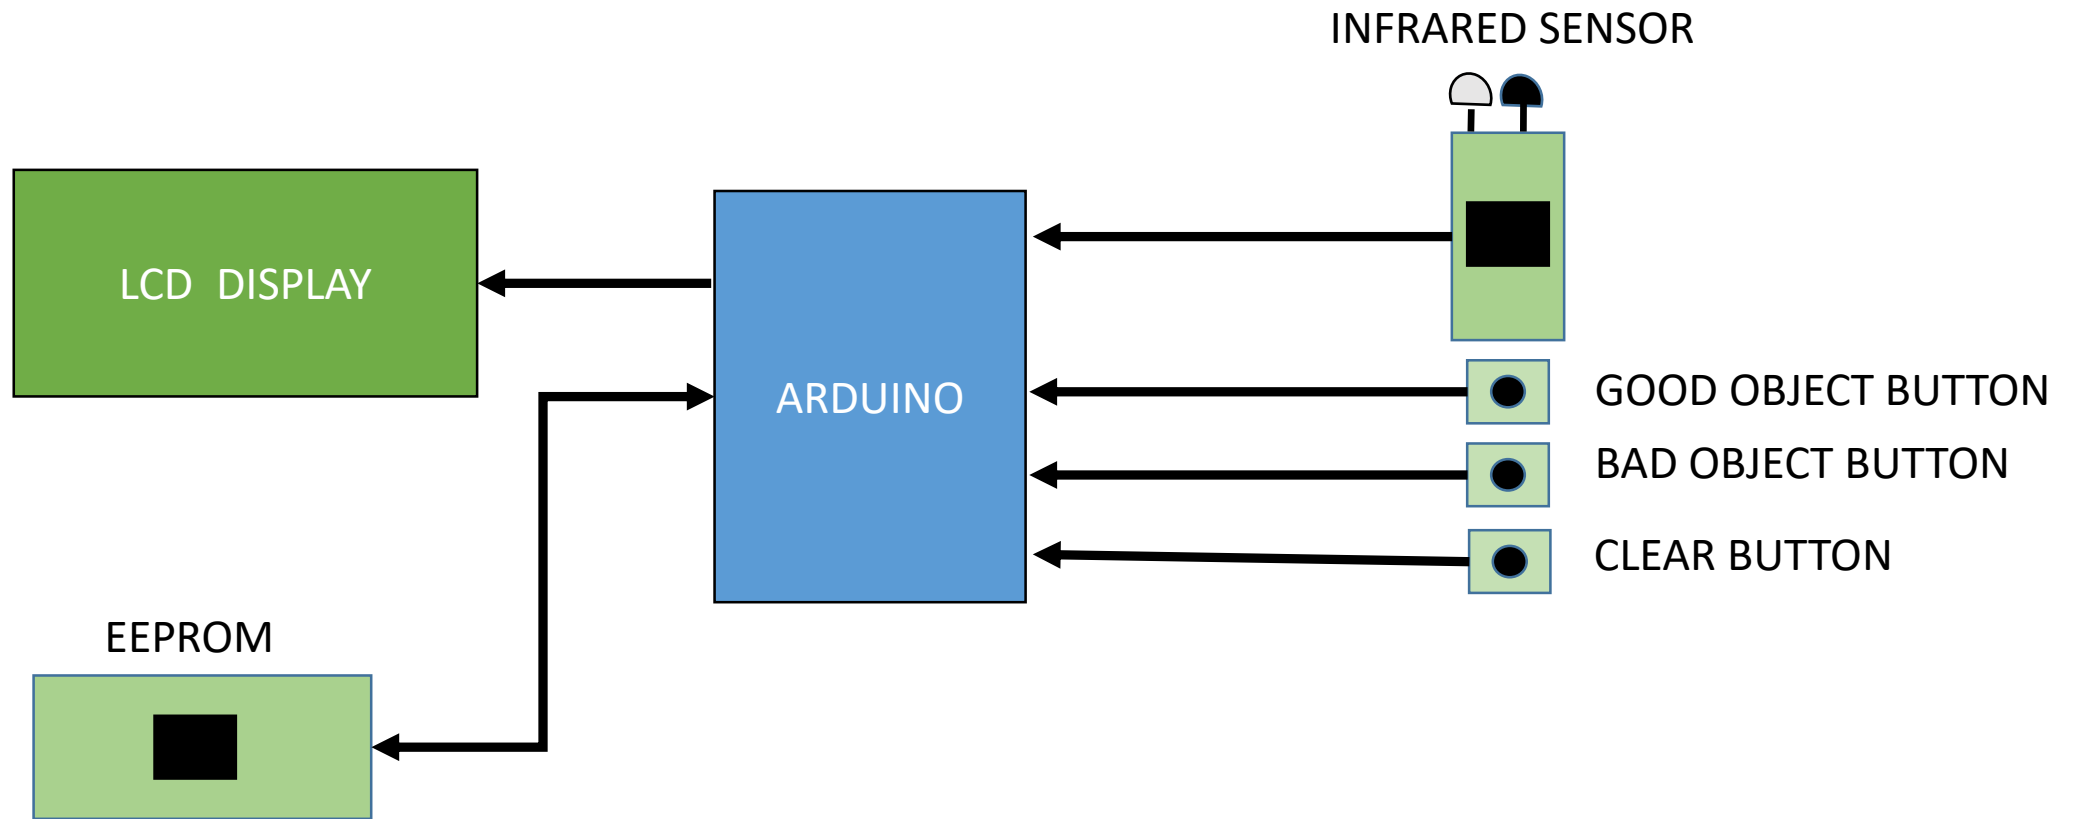 INFRARED SENSOR
LCD DISPLAY
ARDUINO
GOOD OBJECT BUTTON
BAD OBJECT BUTTON
CLEAR BUTTON
EEPROM